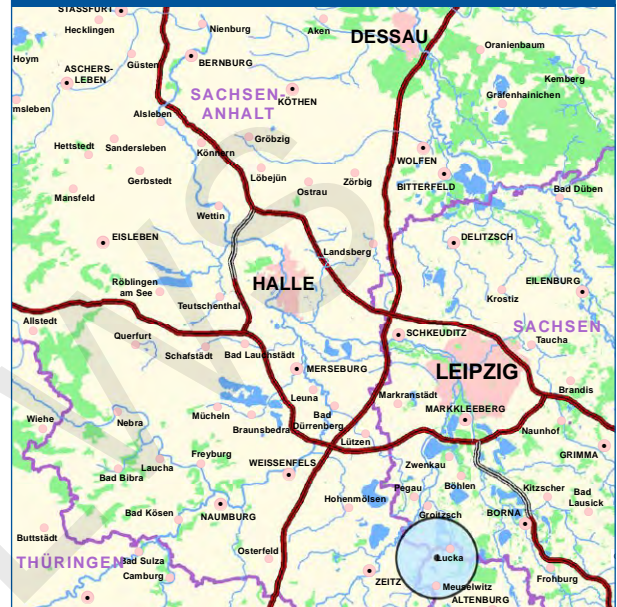 STASSFURT
Hecklingen
Nienburg
Aken
DESSAU
Oranienbaum
Hoym
ASCHERS-
LEBEN
Güsten
BERNBURG
Kemberg
SACHSEN-
ANHALT
KÖTHEN
Gräfenhainichen
msleben
Alsleben
Hettstedt
Sandersleben
Könnern
Gröbzig
WOLFEN
Gerbstedt
Löbejün
Ostrau
Zörbig
BITTERFELD
Bad Düben
Mansfeld
Wettin
EISLEBEN
Landsberg
DELITZSCH
Röblingen
am See
HALLE
EILENBURG
Teutschenthal
Krostiz
Allstedt
SCHKEUDITZ
SACHSEN
Taucha
Querfurt
Schafstädt
Bad Lauchstädt
MERSEBURG
LEIPZIG
Leuna
Markranstädt
Brandis
Wiehe
Nebra
Mücheln
Braunsbedra
Bad
Dürrenberg
MARKKLEEBERG
Lützen
Naunhof
Laucha
Freyburg
WEISSENFELS
Zwenkau
GRIMMA
Bad Bibra
Pegau
Böhlen
Kitzscher
Bad
Lausick
Bad Kösen
NAUMBURG
Hohenmölsen
Groitzsch
BORNA
Buttstädt
THÜRINGEN
Bad Sulza
Camburg
Osterfeld
ZEITZ
Lucka
Meuselwitz
ALTENBURG
Frohburg